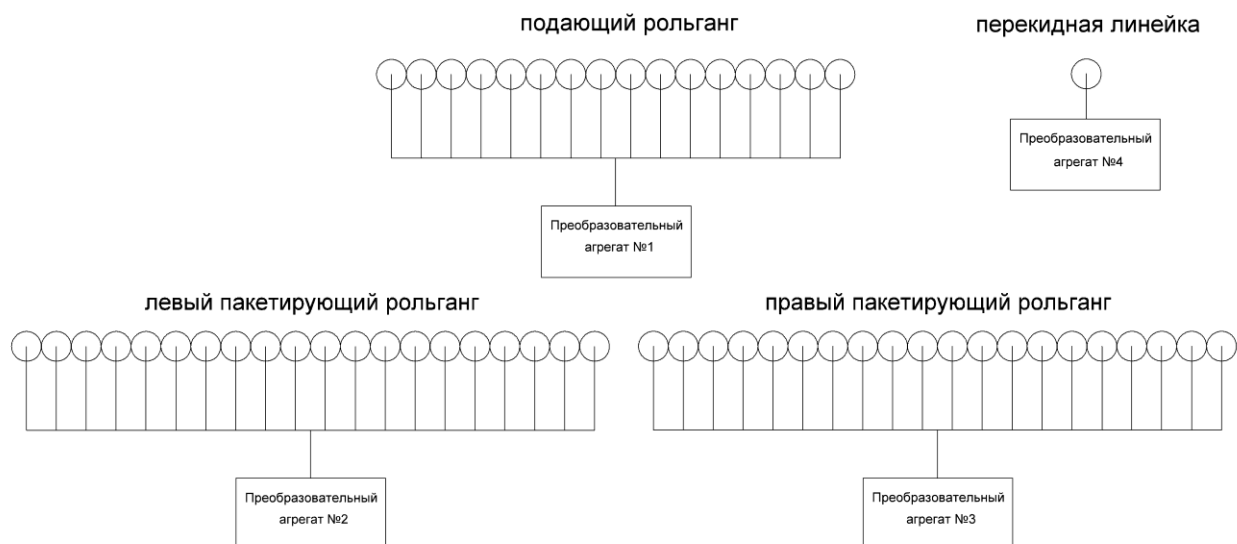 подающий рольганг
перекидная линейка
Преобразовательный
агрегат №4
Преобразовательный
агрегат №1
левый пакетирующий рольганг
правый пакетирующий рольганг
Преобразовательный
агрегат №2
Преобразовательный
агрегат №3